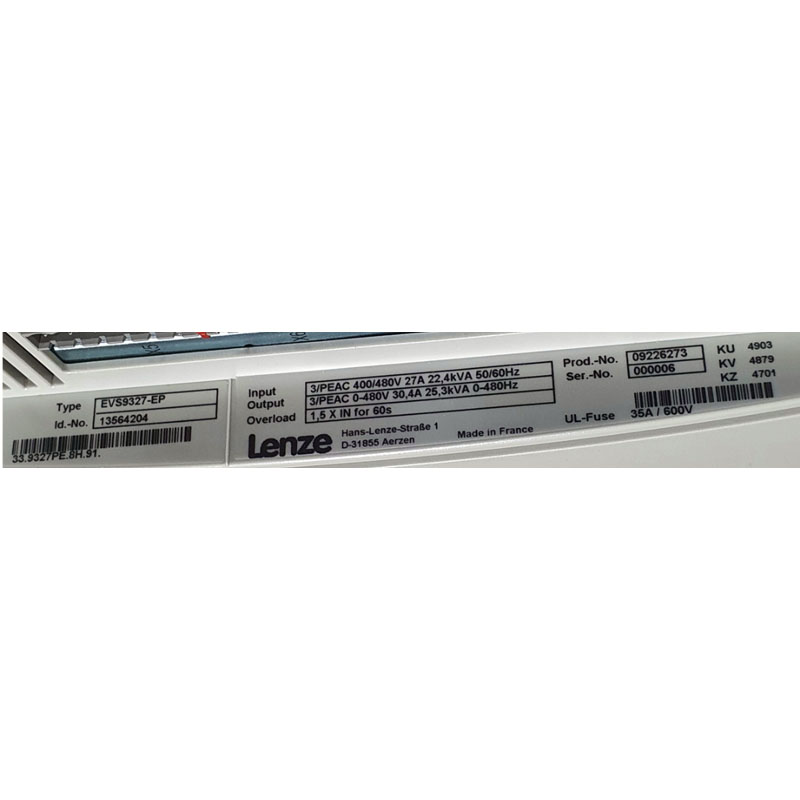 X5
X6
Type EVS9327-EP
Id.-No. 13564204
33.9327PE.8H.91.
Input 3/PEAC 400/480V 27A 22,4kVA 50/60Hz
Output 3/PEAC 0-480V 30,4A 25,3kVA 0-480Hz
Overload 1,5 X IN for 60s
Lenze
Hans-Lenze-Straße 1
D-31855 Aerzen
Made in France
Prod.-No. 09226273
Ser.-No. 000006
KU 4903
KV 4879
KZ 4701
UL-Fuse 35A / 600V